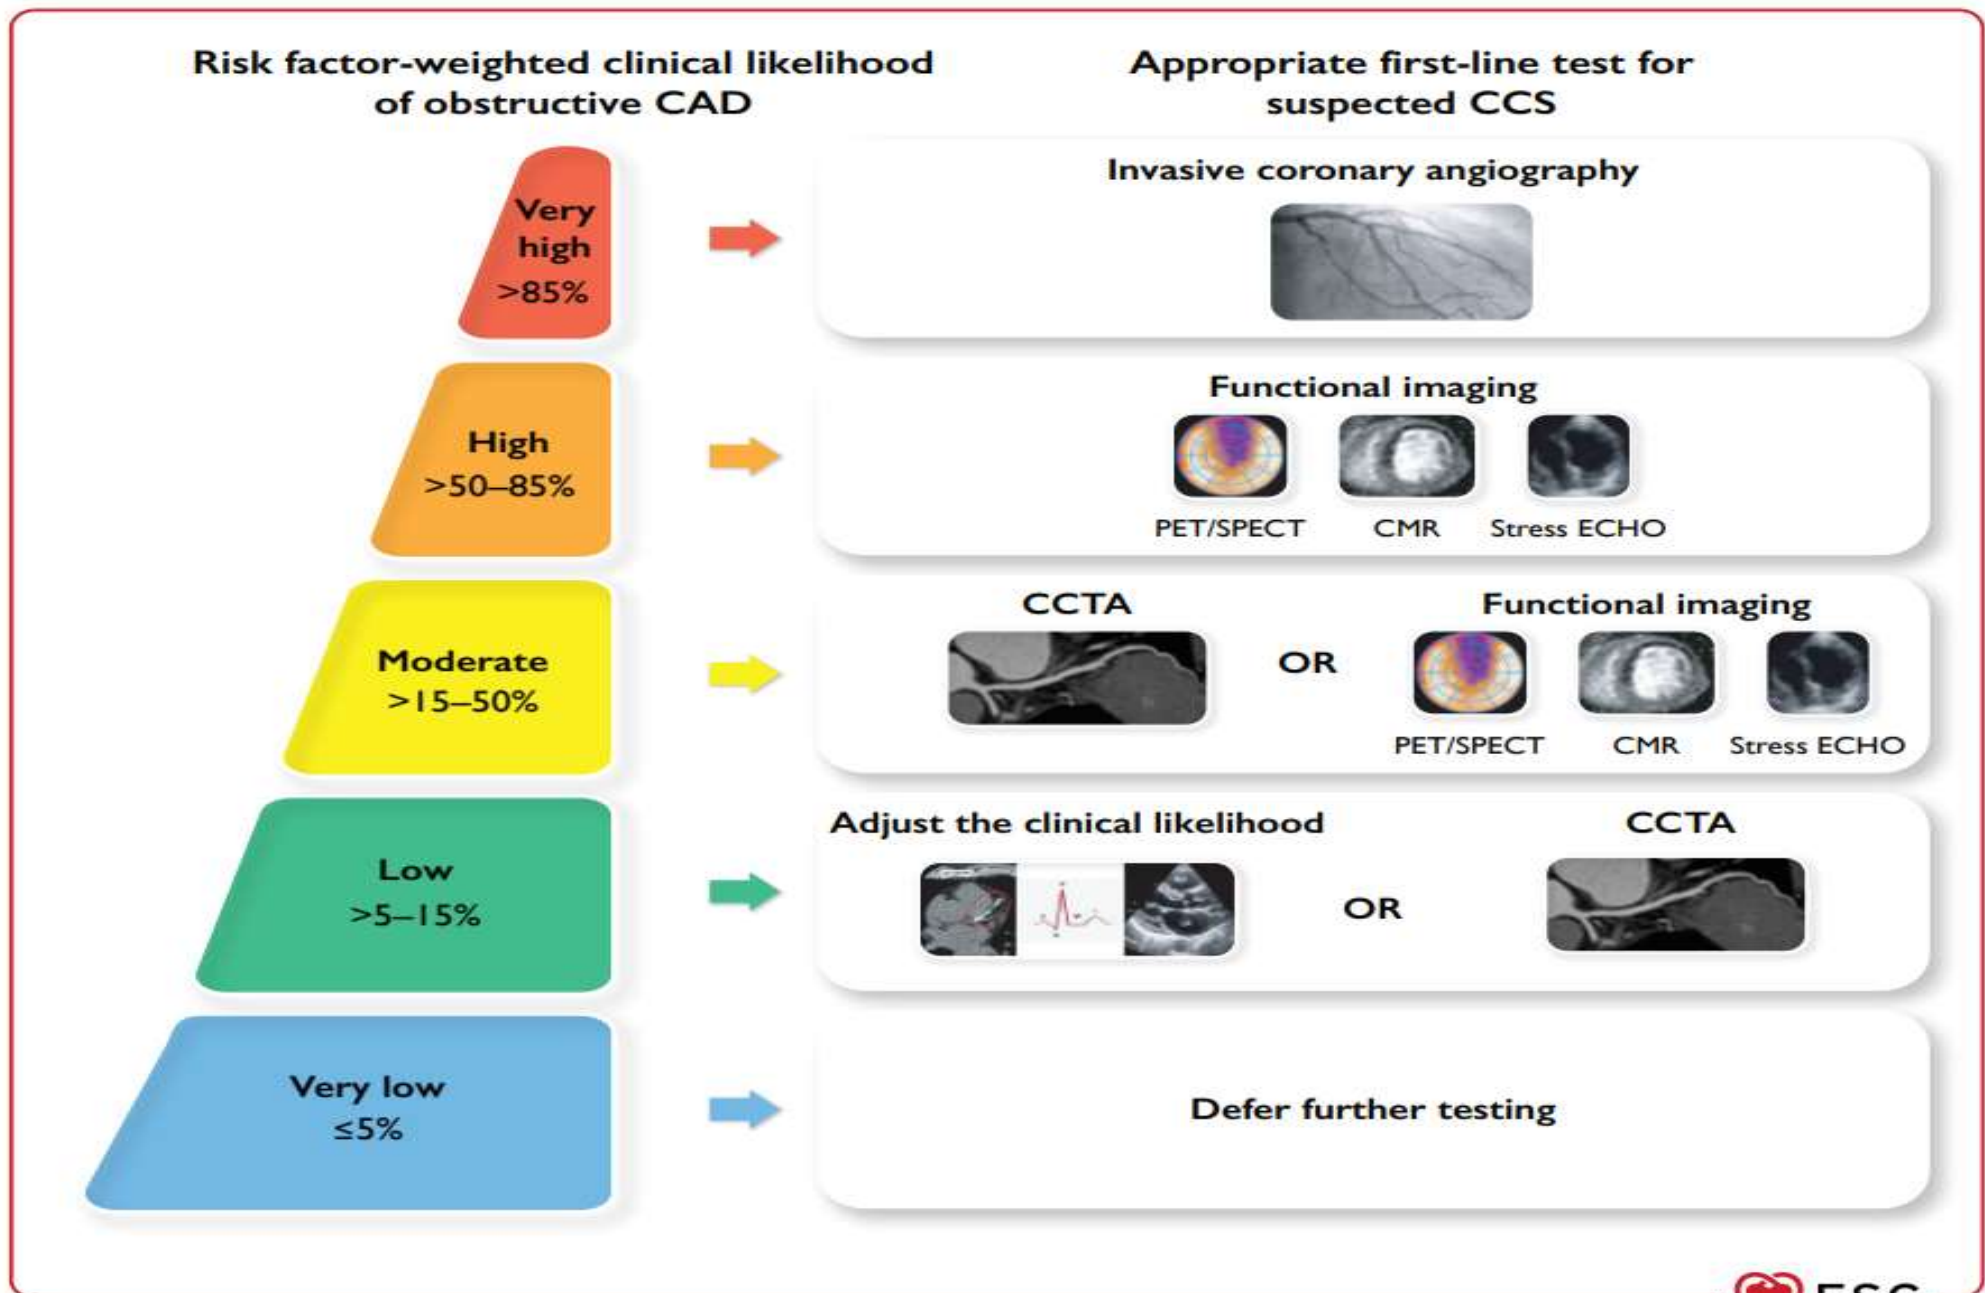 Risk factor-weighted clinical likelihood
of obstructive CAD
Appropriate first-line test for
suspected CCS
Very
high
>85%
Invasive coronary angiography
High
>50–85%
Functional imaging
PET/SPECT CMR Stress ECHO
Moderate
>15–50%
CCTA
OR
Functional imaging
PET/SPECT CMR Stress ECHO
Low
>5–15%
Adjust the clinical likelihood
OR
CCTA
Very low
≤5%
Defer further testing
ESC